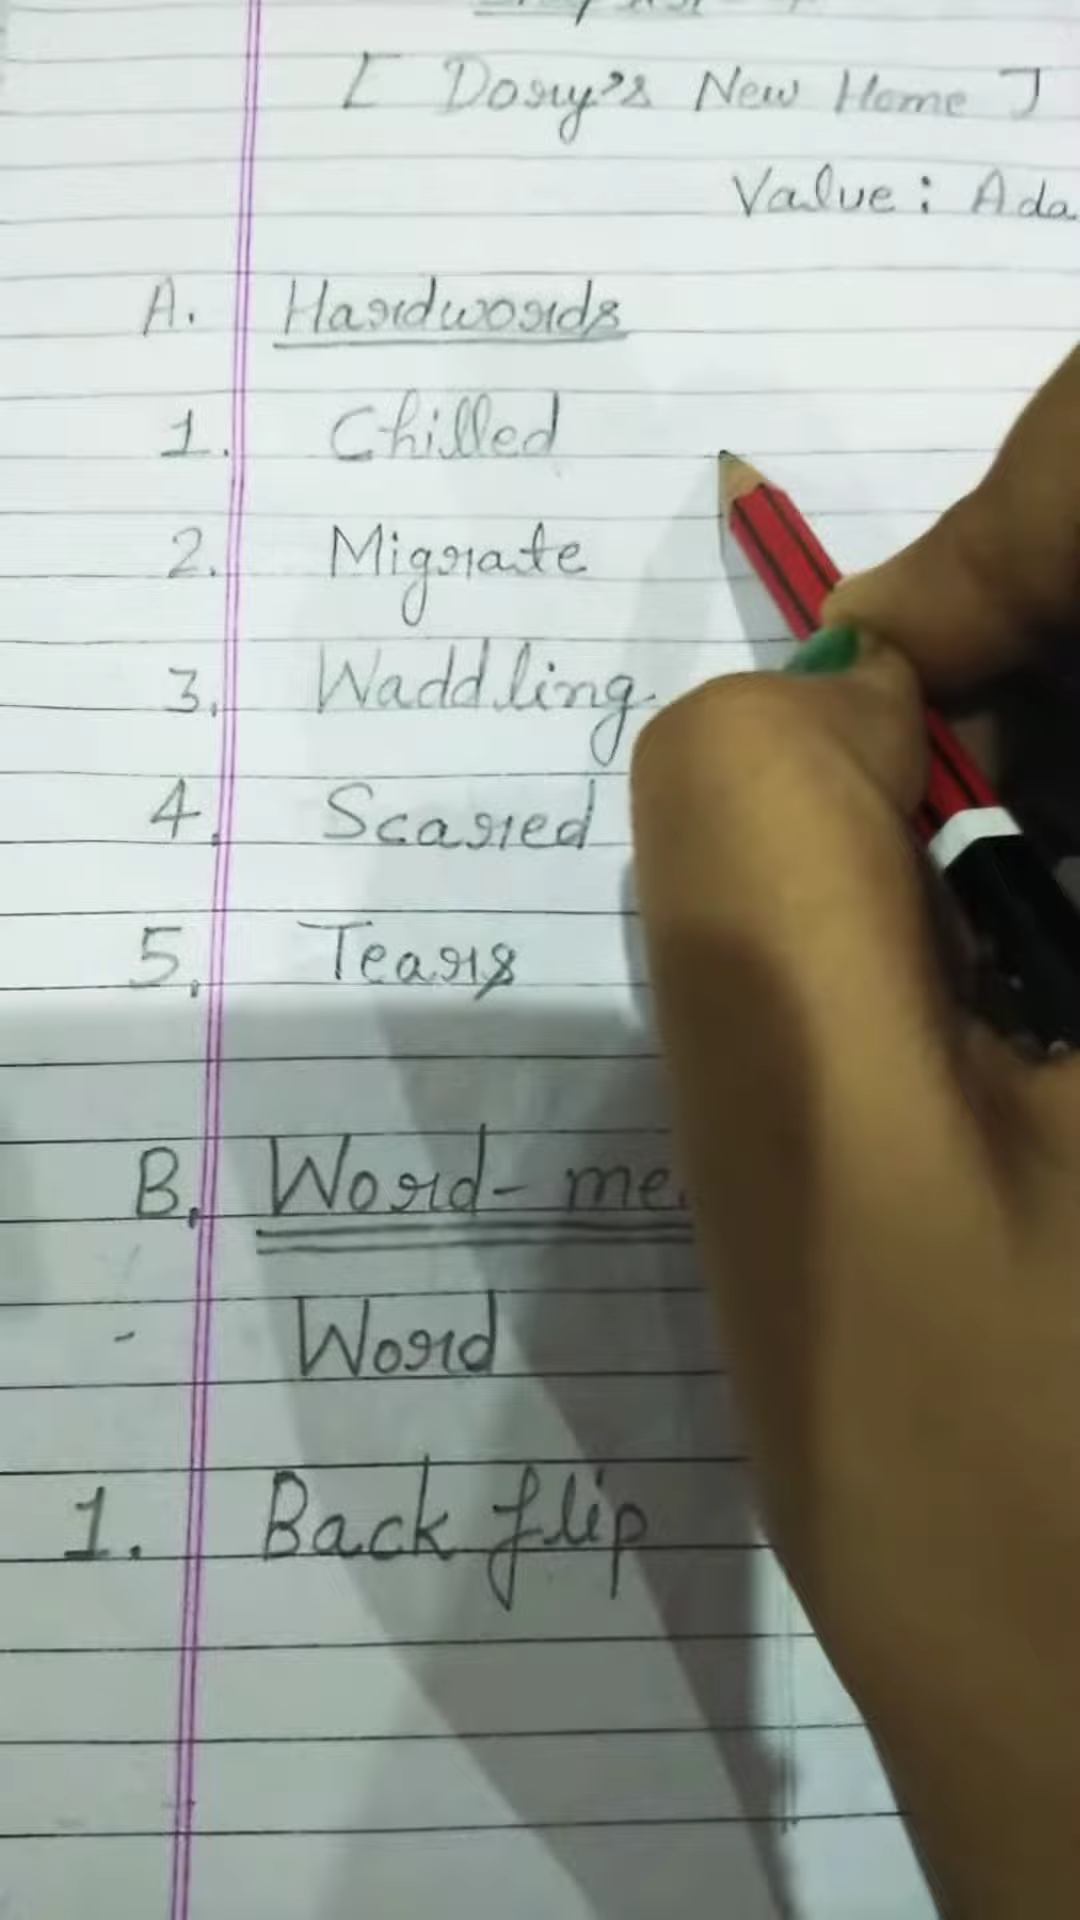 [ Dory's New Home ]
Value : Ada
A. Hardwords
1. Chilled
2. Migrate
3. Waddling
4. Scared
5. Tears
B. Word- me
- Word
1. Back flip